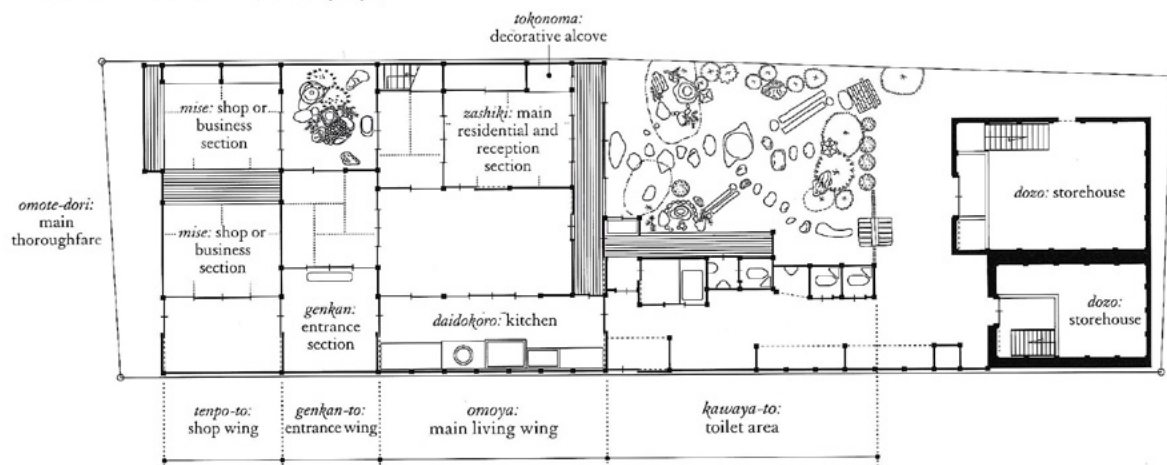 tokonoma:
decorative alcove
mise: shop or
business
section
zashiki: main
residential and
reception
section
omote-dori:
main
thoroughfare
mise: shop or
business
section
dozo: storehouse
genkan:
entrance
section
daidokoro: kitchen
dozo:
storehouse
tenpo-to:
shop wing
genkan-to:
entrance wing
omoya:
main living wing
kawaya-to:
toilet area